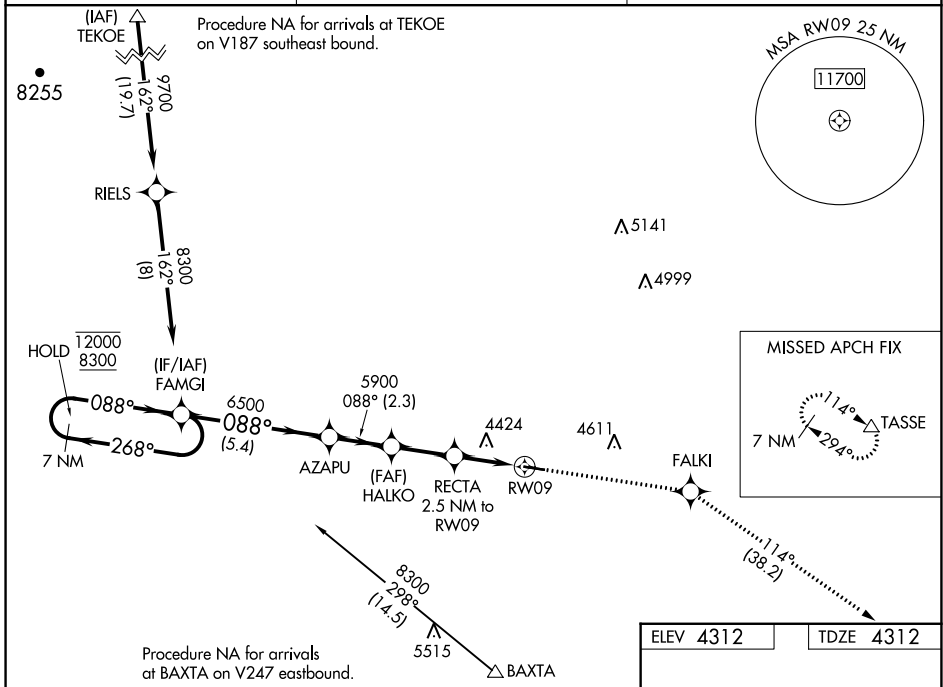 (IAF)
TEKOE
Procedure NA for arrivals at TEKOE
on V187 southeast bound.
MSA RW09 25 NM
11700
8255
9700
162°
(19.7)
RIELS
5141
4999
8300
162°
(8)
HOLD
12000
8300
(IF/IAF)
FAMGI
088°
268°
7 NM
6500
088°
(5.4)
5900
088° (2.3)
AZAPU
(FAF)
HALKO
RECTA
2.5 NM to
RW09
4424
RW09
4611
FALKI
114°
(38.2)
MISSED APCH FIX
114°
TASSE
7 NM
294°
8300
298°
(14.5)
5515
BAXTA
Procedure NA for arrivals
at BAXTA on V247 eastbound.
ELEV 4312
TDZE 4312